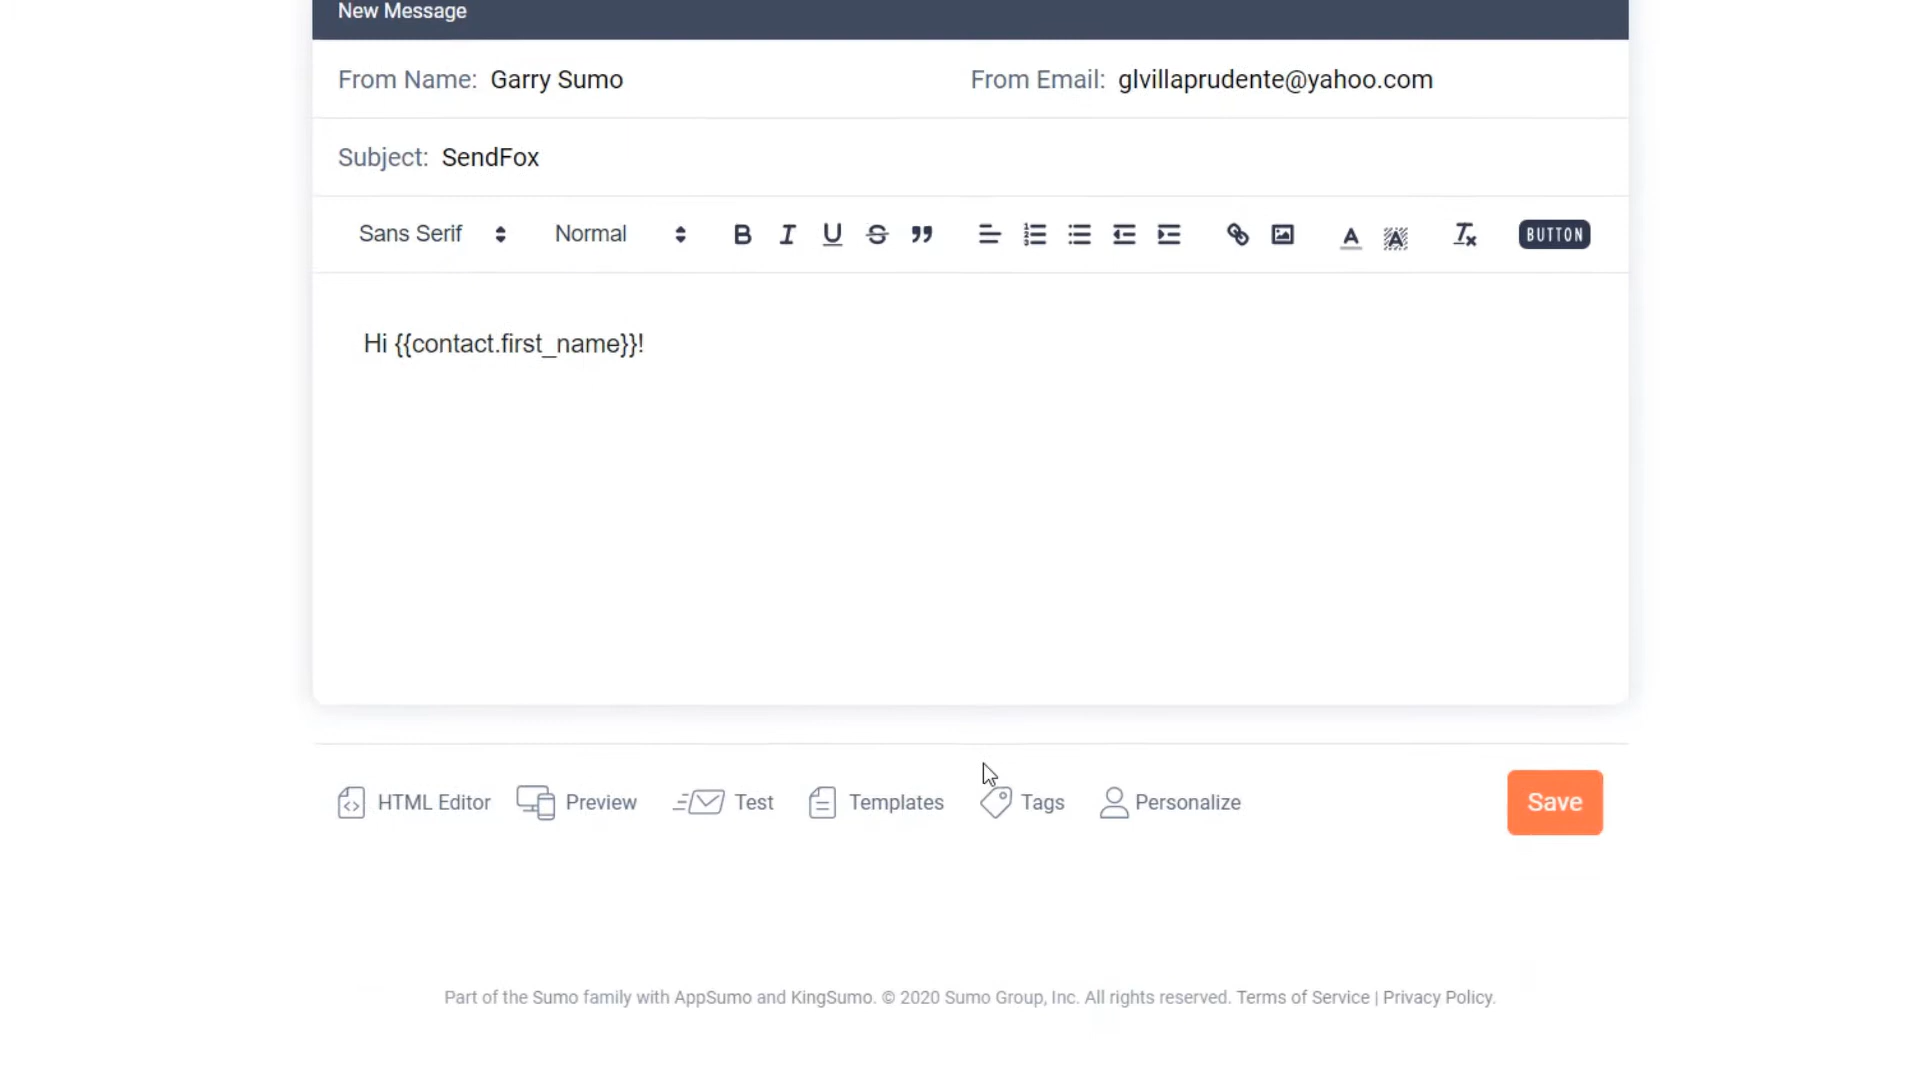 New Message
From Name: Garry Sumo From Email: glvillaprudente@yahoo.com
Subject: SendFox
Sans Serif Normal BUTTON
Hi {{contact.first_name}}!
HTML Editor Preview Test Templates Tags Personalize Save
Part of the Sumo family with AppSumo and KingSumo. © 2020 Sumo Group, Inc. All rights reserved. Terms of Service | Privacy Policy.